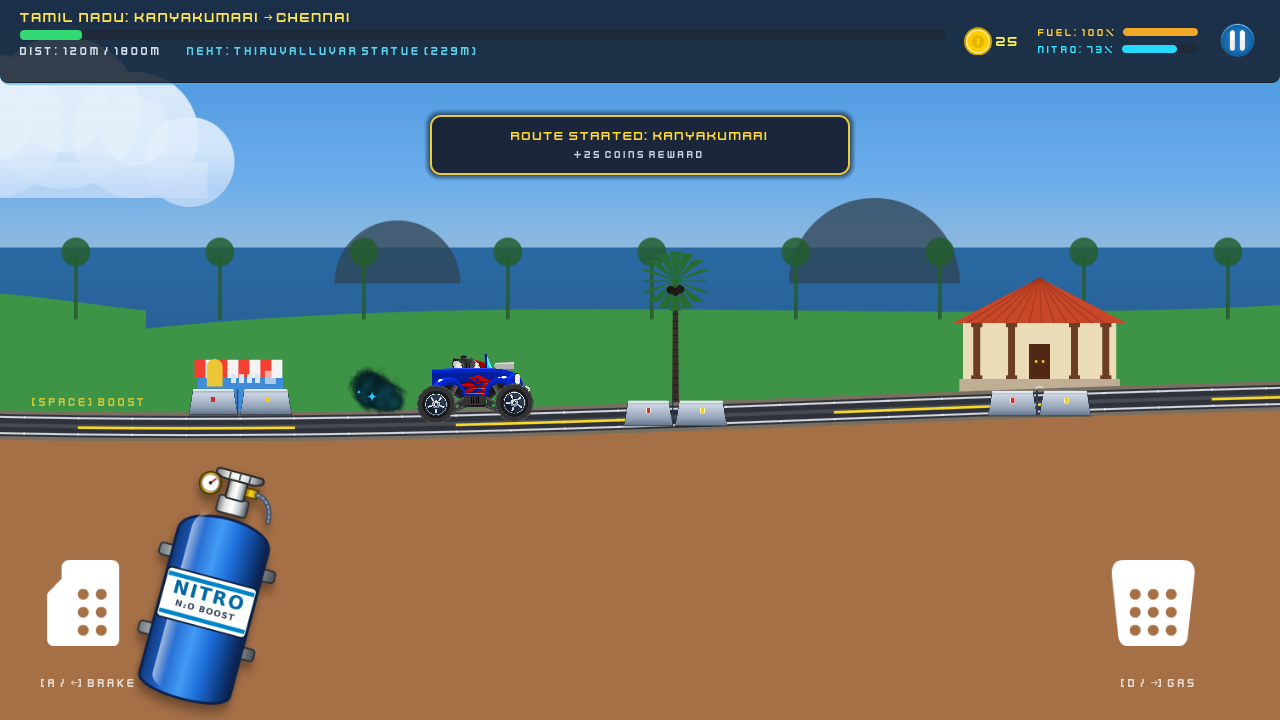 TAMIL NADU: KANYAKUMARI → CHENNAI
DIST: 120M / 1800M
NEXT: THIRUVALLUVAR STATUE (229M)
25
FUEL: 100%
NITRO: 73%
ROUTE STARTED: KANYAKUMARI
+25 COINS REWARD
[SPACE] BOOST
NITRO
N₂O BOOST
[A / ←] BRAKE
[D / →] GAS